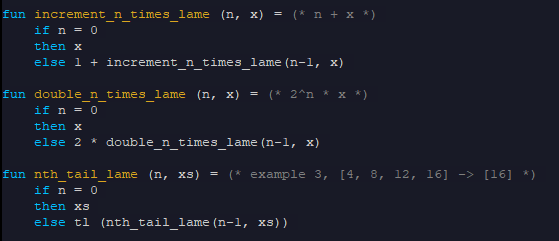 fun increment_n_times_lame (n, x) = (* n + x *)
if n = 0
then x
else 1 + increment_n_times_lame(n-1, x)
fun double_n_times_lame (n, x) = (* 2^n * x *)
if n = 0
then x
else 2 * double_n_times_lame(n-1, x)
fun nth_tail_lame (n, xs) = (* example 3, [4, 8, 12, 16] -> [16] *)
if n = 0
then xs
else tl (nth_tail_lame(n-1, xs))